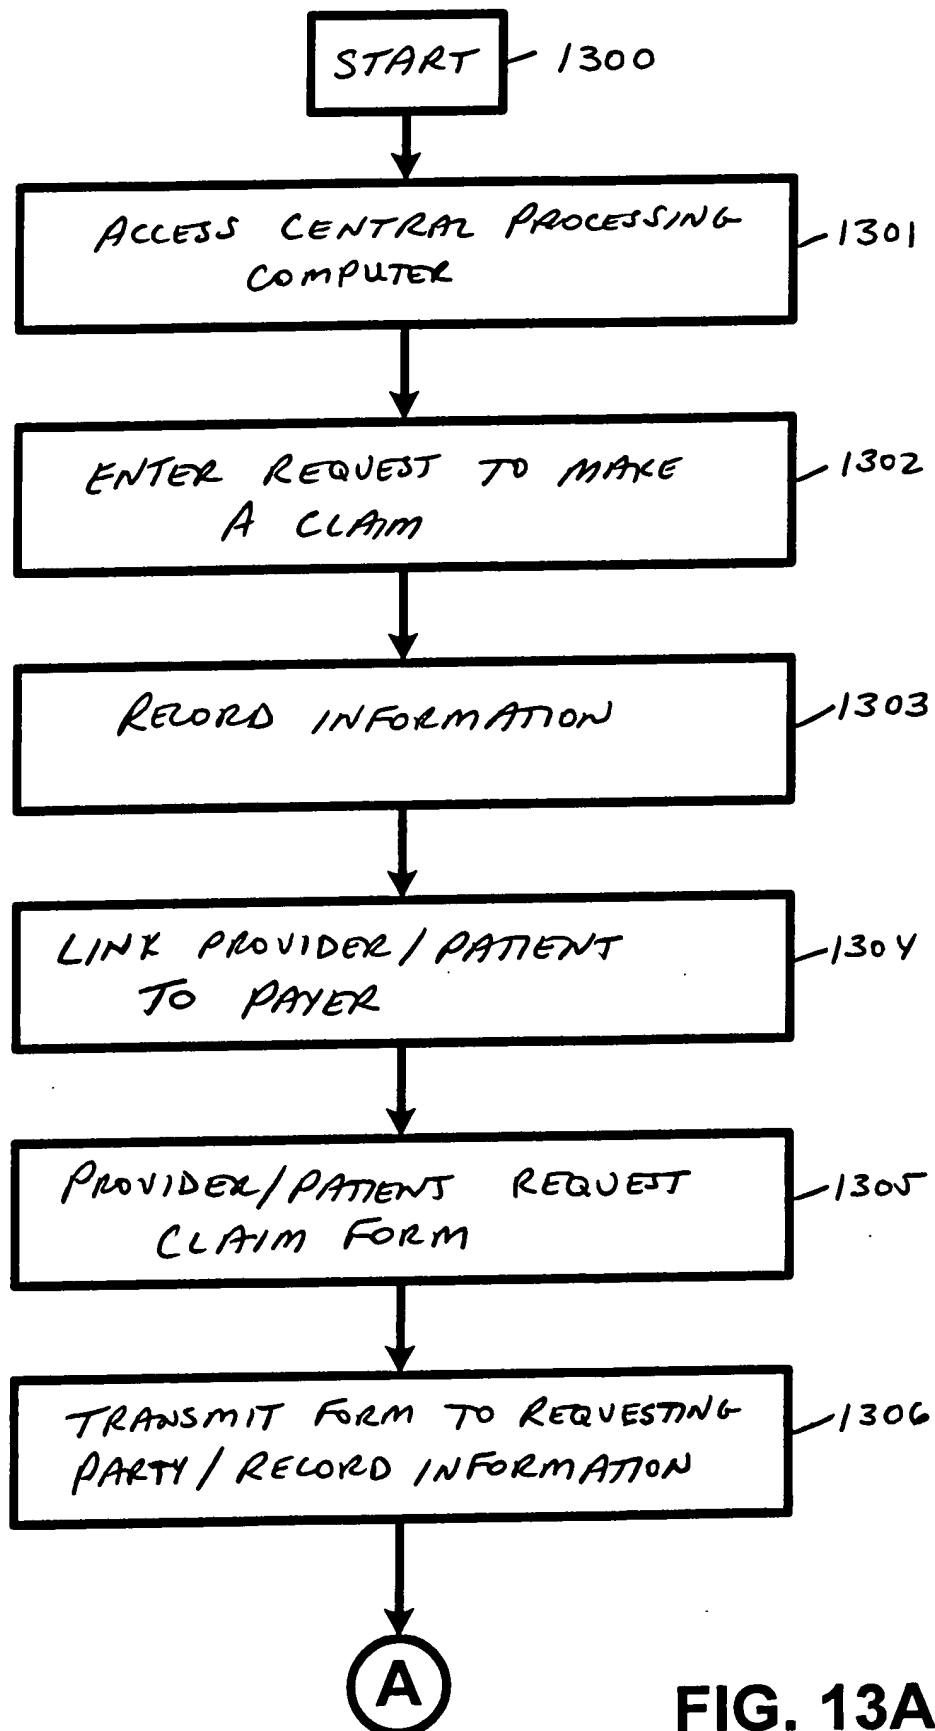 START 1300
ACCESS CENTRAL PROCESSING
COMPUTER
1301
ENTER REQUEST TO MAKE
A CLAIM
1302
RECORD INFORMATION
1303
LINK PROVIDER/PATIENT
TO PAYER
1304
PROVIDER/PATIENT REQUEST
CLAIM FORM
1305
TRANSMIT FORM TO REQUESTING
PARTY/RECORD INFORMATION
1306
A
FIG. 13A